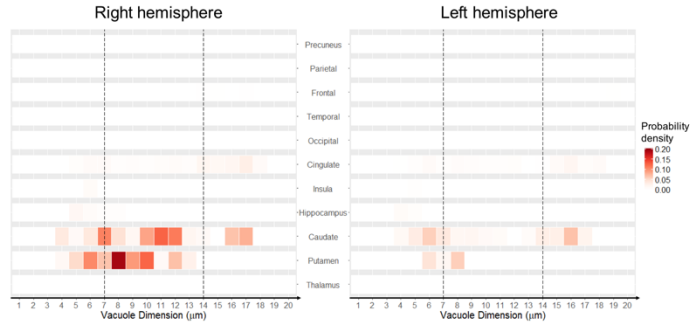 Right hemisphere
Left hemisphere
Precuneus
Parietal
Frontal
Temporal
Occipital
Cingulate
Insula
Hippocampus
Caudate
Putamen
Thalamus
Probability
density
0.20
0.15
0.10
0.05
0.00
1 2 3 4 5 6 7 8 9 10 11 12 13 14 15 16 17 18 19 20
Vacuole Dimension (μm)
1 2 3 4 5 6 7 8 9 10 11 12 13 14 15 16 17 18 19 20
Vacuole Dimension (μm)